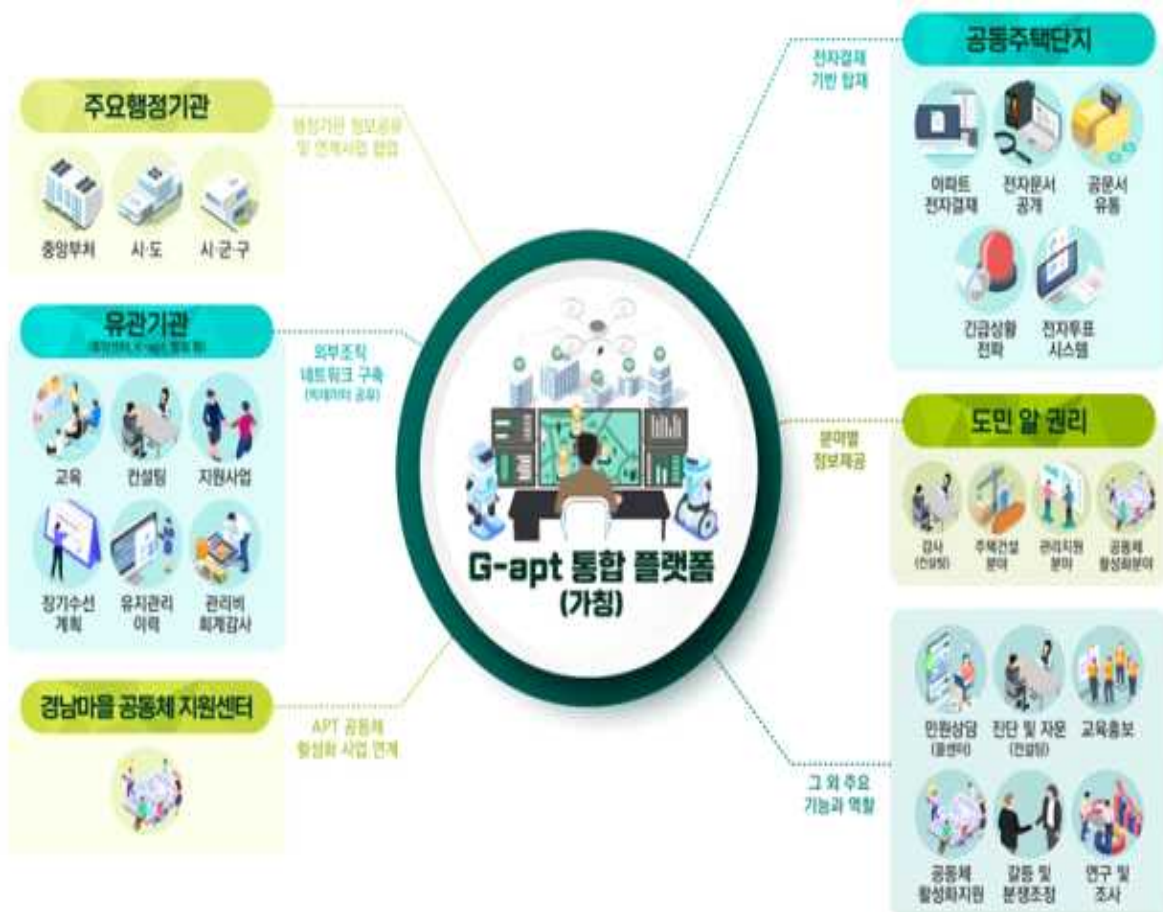 주요행정기관
중앙부처
시·도
시·군·구
행정기관 정보공유
및 연계사업 협업
유관기관
교육
컨설팅
지원사업
장기수선
계획
유지관리
이력
관리비
회계감사
외부조직
네트워크 구축
(빅데이터 공유)
경남마을 공동체 지원센터
APT 공동체
활성화 사업 연계
G-apt 통합 플랫폼
(가칭)
전자결재
기반 탑재
공동주택단지
아파트
전자결재
전자문서
공개
공문서
유통
긴급상황
전파
전자투표
시스템
분야별
정보제공
도민 알 권리
감사
(컨설팅)
주택건설
분야
관리지원
분야
공동체
활성화분야
그 외 주요
기능과 역할
민원상담
(콜센터)
진단 및 자문
(컨설팅)
교육홍보
공동체
활성화지원
갈등 및
분쟁조정
연구 및
조사